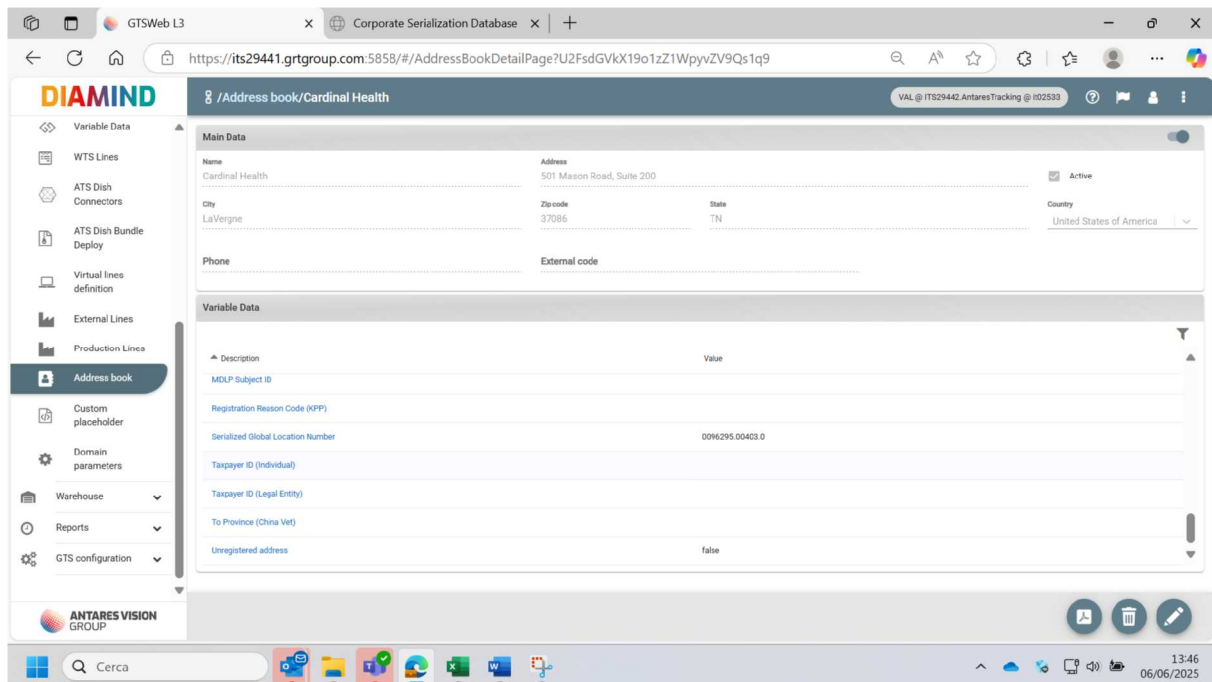 GTSWeb L3
Corporate Serialization Database
https://its29441.grtgroup.com:5858/#/AddressBookDetailPage?U2FsdGVkX19o1zZ1WpyvZV9Qs1q9
DIAMIND
/Address book/Cardinal Health
VAL @ ITS29442.AntaresTracking @ it02533
Variable Data
WTS Lines
ATS Dish
Connectors
ATS Dish Bundle
Deploy
Virtual lines
definition
External Lines
Production Lines
Address book
Custom
placeholder
Domain
parameters
Warehouse
Reports
GTS configuration
ANTARES VISION
GROUP
Main Data
Name
Address
Cardinal Health
501 Mason Road, Suite 200
Active
City
Zip code
State
Country
LaVergne
37086
TN
United States of America
Phone
External code
Variable Data
Description
Value
MDLP Subject ID
Registration Reason Code (KPP)
Serialized Global Location Number
0096295.00403.0
Taxpayer ID (Individual)
Taxpayer ID (Legal Entity)
To Province (China Vet)
Unregistered address
false
Cerca
13:46
06/06/2025